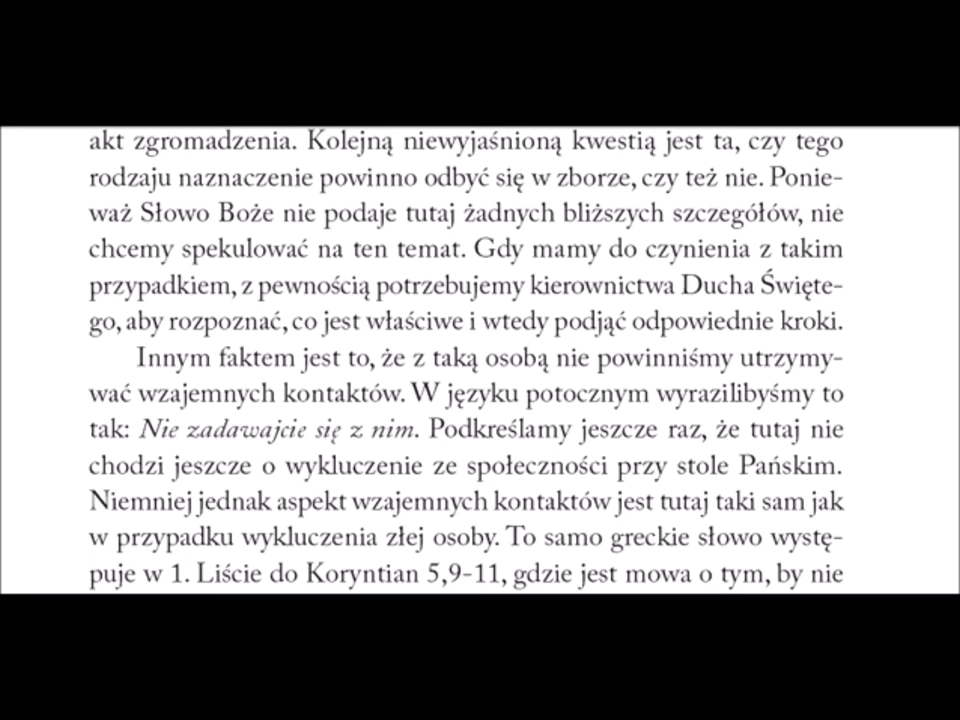 akt zgromadzenia. Kolejną niewyjaśnioną kwestią jest ta, czy tego
rodzaju naznaczenie powinno odbyć się w zborze, czy też nie. Ponie-
waż Słowo Boże nie podaje tutaj żadnych bliższych szczegółów, nie
chcemy spekulować na ten temat. Gdy mamy do czynienia z takim
przypadkiem, z pewnością potrzebujemy kierownictwa Ducha Święte-
go, aby rozpoznać, co jest właściwe i wtedy podjąć odpowiednie kroki.
Innym faktem jest to, że z taką osobą nie powinniśmy utrzymy-
wać wzajemnych kontaktów. W języku potocznym wyrazilibyśmy to
tak: Nie zadawajcie się z nim. Podkreślamy jeszcze raz, że tutaj nie
chodzi jeszcze o wykluczenie ze społeczności przy stole Pańskim.
Niemniej jednak aspekt wzajemnych kontaktów jest tutaj taki sam jak
w przypadku wykluczenia złej osoby. To samo greckie słowo wystę-
puje w 1. Liście do Koryntian 5,9-11, gdzie jest mowa o tym, by nie